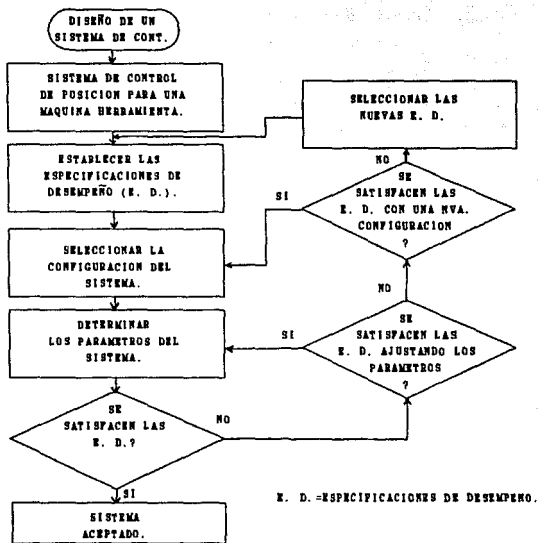 DISEÑO DE UN
SISTEMA DE CONT.
SISTEMA DE CONTROL
DE POSICION PARA UNA
MAQUINA HERRAMIENTA.
ESTABLECER LAS
ESPECIFICACIONES DE
DESEMPEÑO (E. D.).
SELECCIONAR LA
CONFIGURACION DEL
SISTEMA.
DETERMINAR
LOS PARAMETROS DEL
SISTEMA.
SE
SATISFACEN LAS
E. D.?
NO
SI
SISTEMA
ACEPTADO.
SELECCIONAR LAS
NUEVAS E. D.
NO
SE
SATISFACEN LAS
E. D. CON UNA NVA.
CONFIGURACION
?
SI
NO
SE
SATISFACEN LAS
E. D. AJUSTANDO LOS
PARAMETROS
?
SI
E. D. =ESPECIFICACIONES DE DESEMPENO.